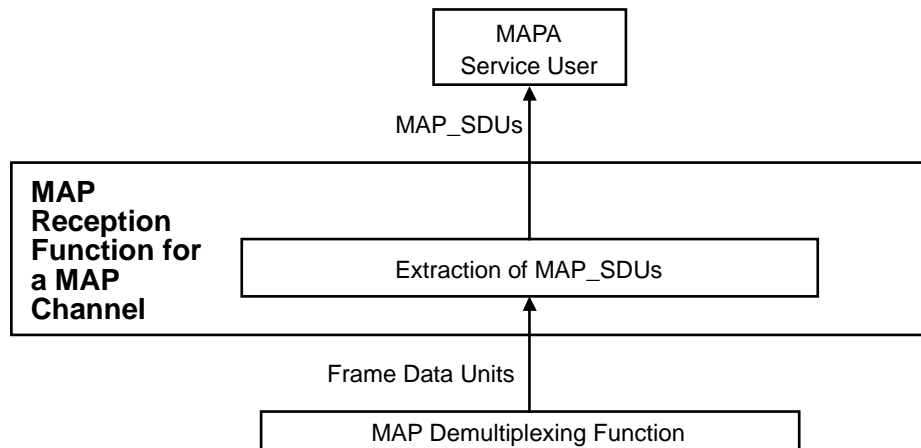 MAPA
Service User
MAP_SDUs
MAP
Reception
Function for
a MAP
Channel
Extraction of MAP_SDUs
Frame Data Units
MAP Demultiplexing Function